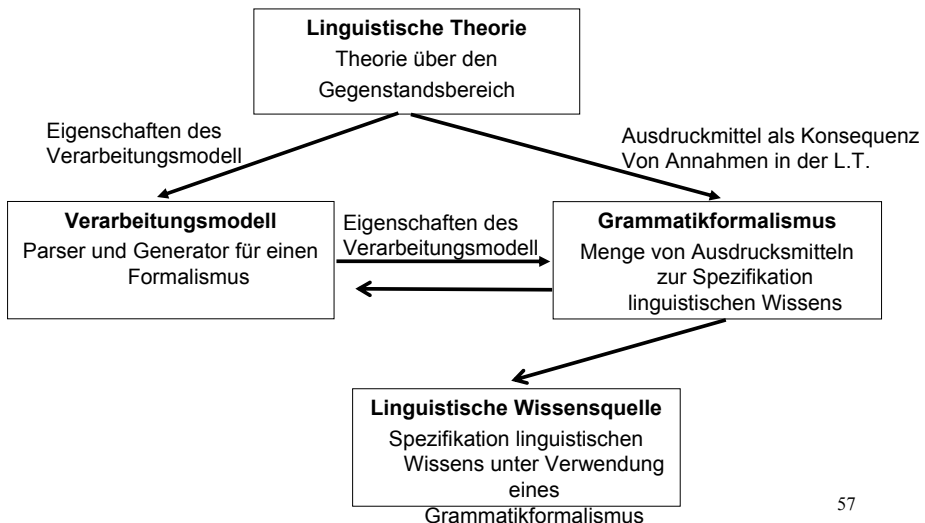 Linguistische Theorie
Theorie über den
Gegenstandsbereich
Eigenschaften des
Verarbeitungsmodell
Ausdruckmittel als Konsequenz
Von Annahmen in der L.T.
Verarbeitungsmodell
Parser und Generator für einen
Formalismus
Eigenschaften des
Verarbeitungsmodell
Grammatikformalismus
Menge von Ausdrucksmitteln
zur Spezifikation
linguistischen Wissens
Linguistische Wissensquelle
Spezifikation linguistischen
Wissens unter Verwendung
eines
Grammatikformalismus
57